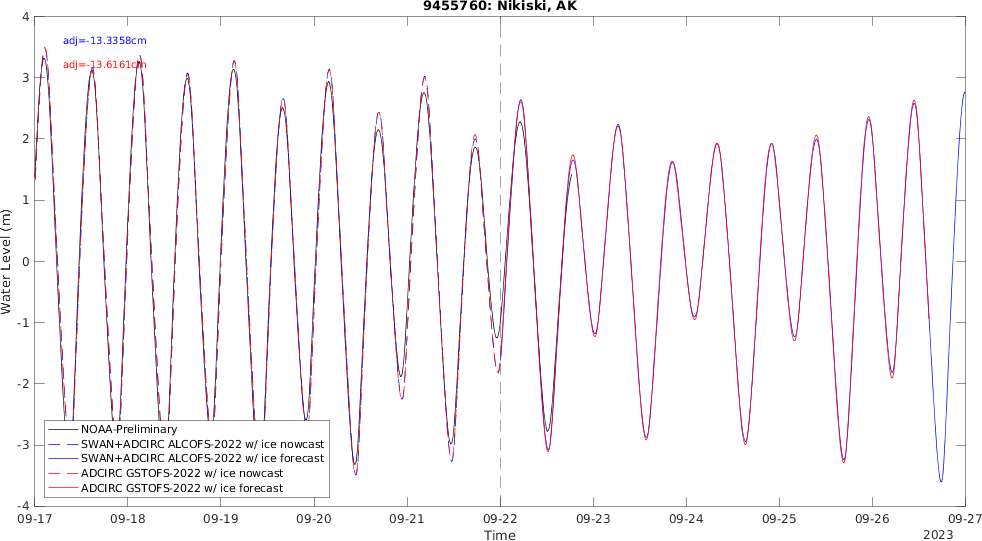 9455760: Nikiski, AK
adj=-13.3358cm
adj=-13.6161cm
Water Level (m)
4
3
2
1
0
-1
-2
-3
-4
NOAA-Preliminary
SWAN+ADCIRC ALCOFS-2022 w/ ice nowcast
SWAN+ADCIRC ALCOFS-2022 w/ ice forecast
ADCIRC GSTOFS-2022 w/ ice nowcast
ADCIRC GSTOFS-2022 w/ ice forecast
09-17 09-18 09-19 09-20 09-21 09-22 09-23 09-24 09-25 09-26 09-27
Time
2023